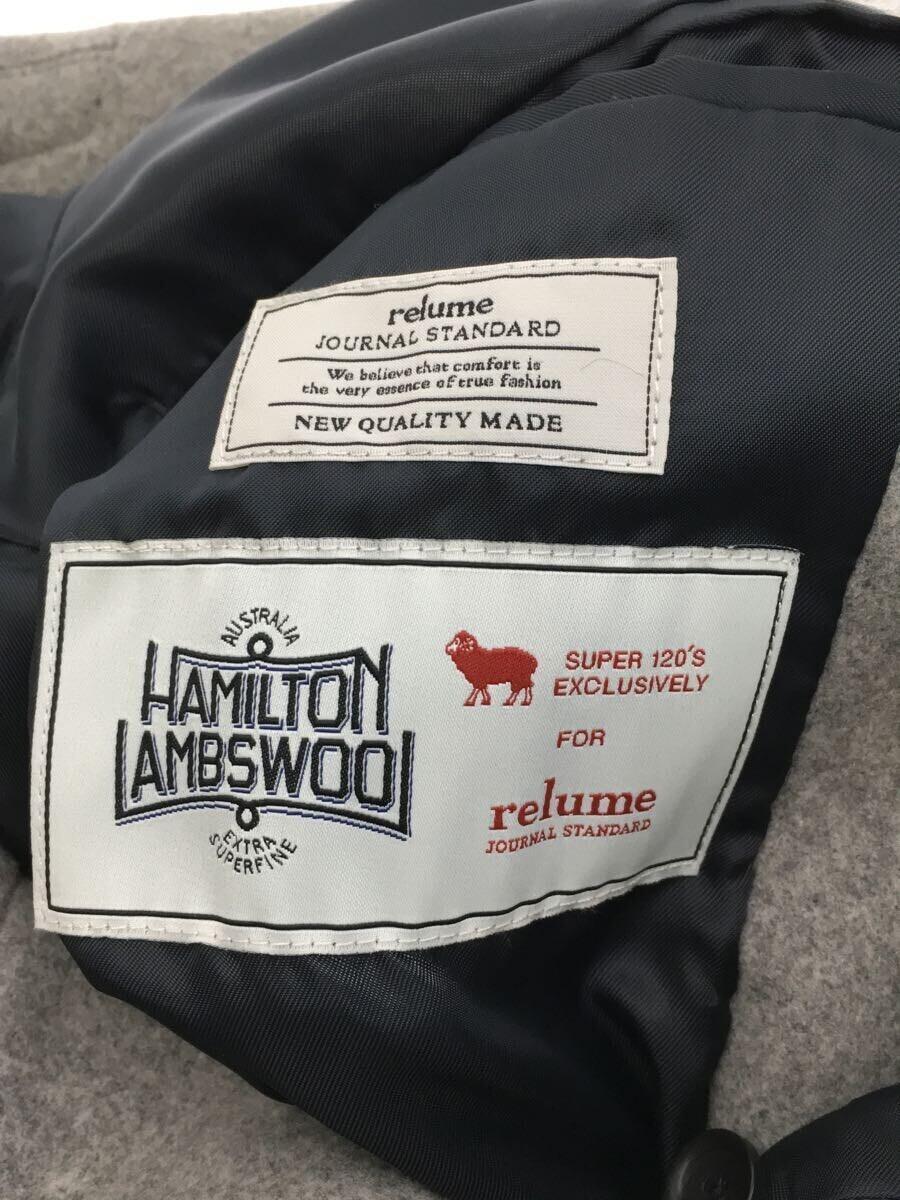 relume
JOURNAL STANDARD
We believe that comfort is
the very essence of true fashion
NEW QUALITY MADE
AUSTRALIA
HAMILTON
LAMBSWOOL
EXTRA
SUPERFINE
SUPER 120'S
EXCLUSIVELY
FOR
relume
JOURNAL STANDARD